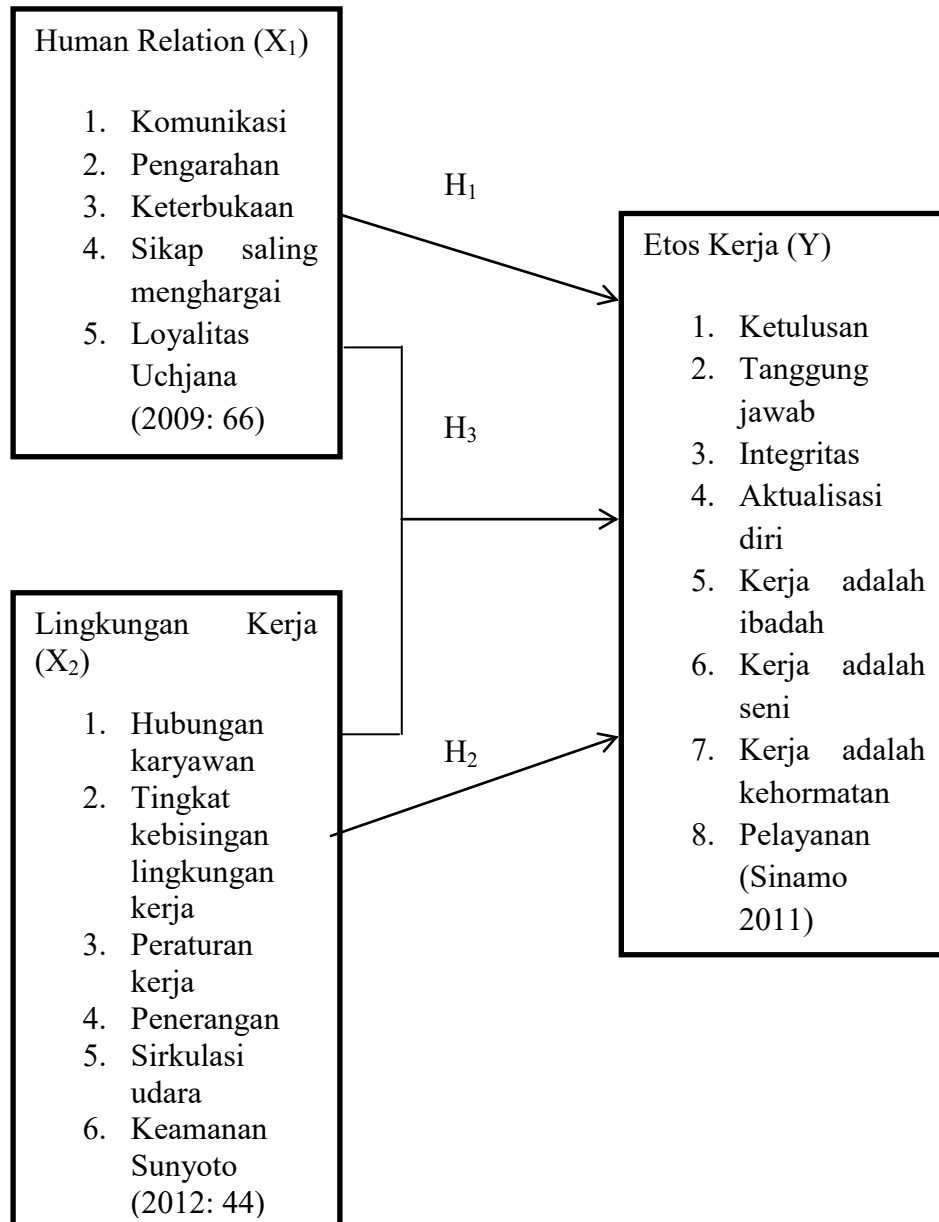 Human Relation (X₁)
1. Komunikasi
2. Pengarahan
3. Keterbukaan
4. Sikap saling
menghargai
5. Loyalitas
Uchjana
(2009: 66)
H₁
H₃
Etos Kerja (Y)
1. Ketulusan
2. Tanggung
jawab
3. Integritas
4. Aktualisasi
diri
5. Kerja adalah
ibadah
6. Kerja adalah
seni
7. Kerja adalah
kehormatan
8. Pelayanan
(Sinamo
2011)
Lingkungan Kerja
(X₂)
1. Hubungan
karyawan
2. Tingkat
kebisingan
lingkungan
kerja
3. Peraturan
kerja
4. Penerangan
5. Sirkulasi
udara
6. Keamanan
Sunyoto
(2012: 44)
H₂